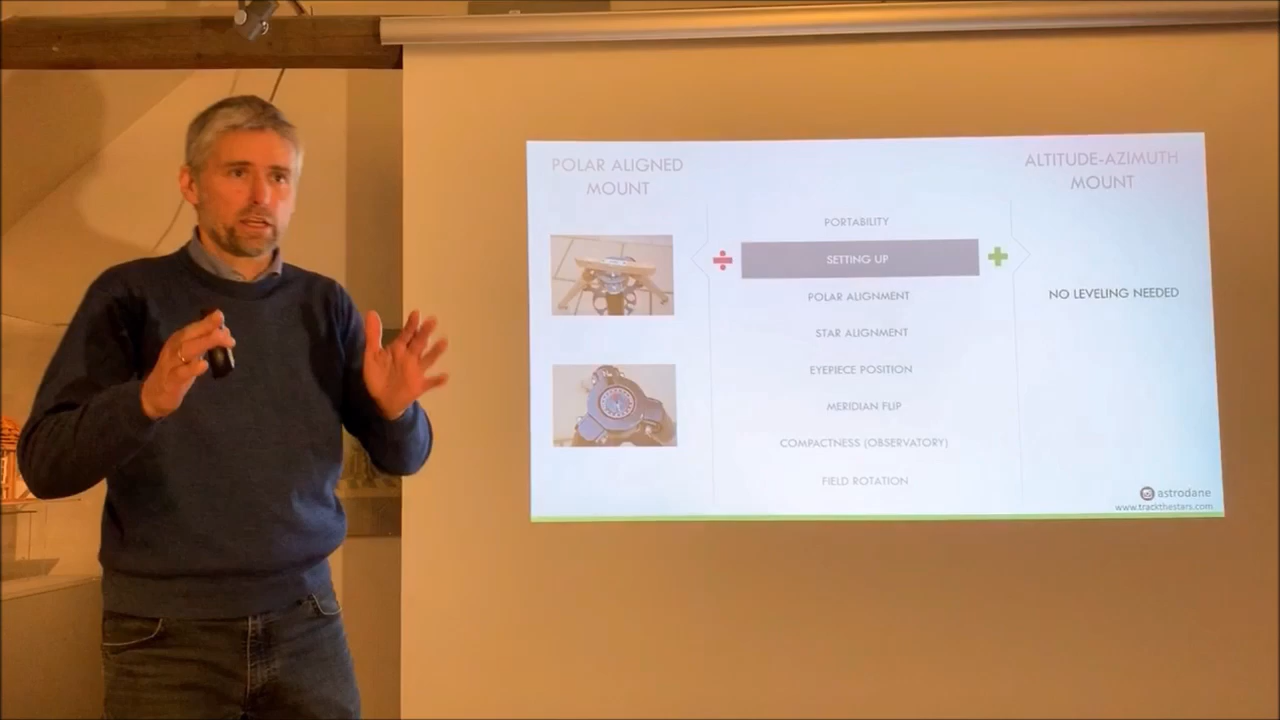 POLAR ALIGNED
MOUNT
PORTABILITY
SETTING UP
POLAR ALIGNMENT
STAR ALIGNMENT
EYEPIECE POSITION
MERIDIAN FLIP
COMPACTNESS (OBSERVATORY)
FIELD ROTATION
ALTITUDE-AZIMUTH
MOUNT
NO LEVELING NEEDED
astrodane
www.trackthestars.com